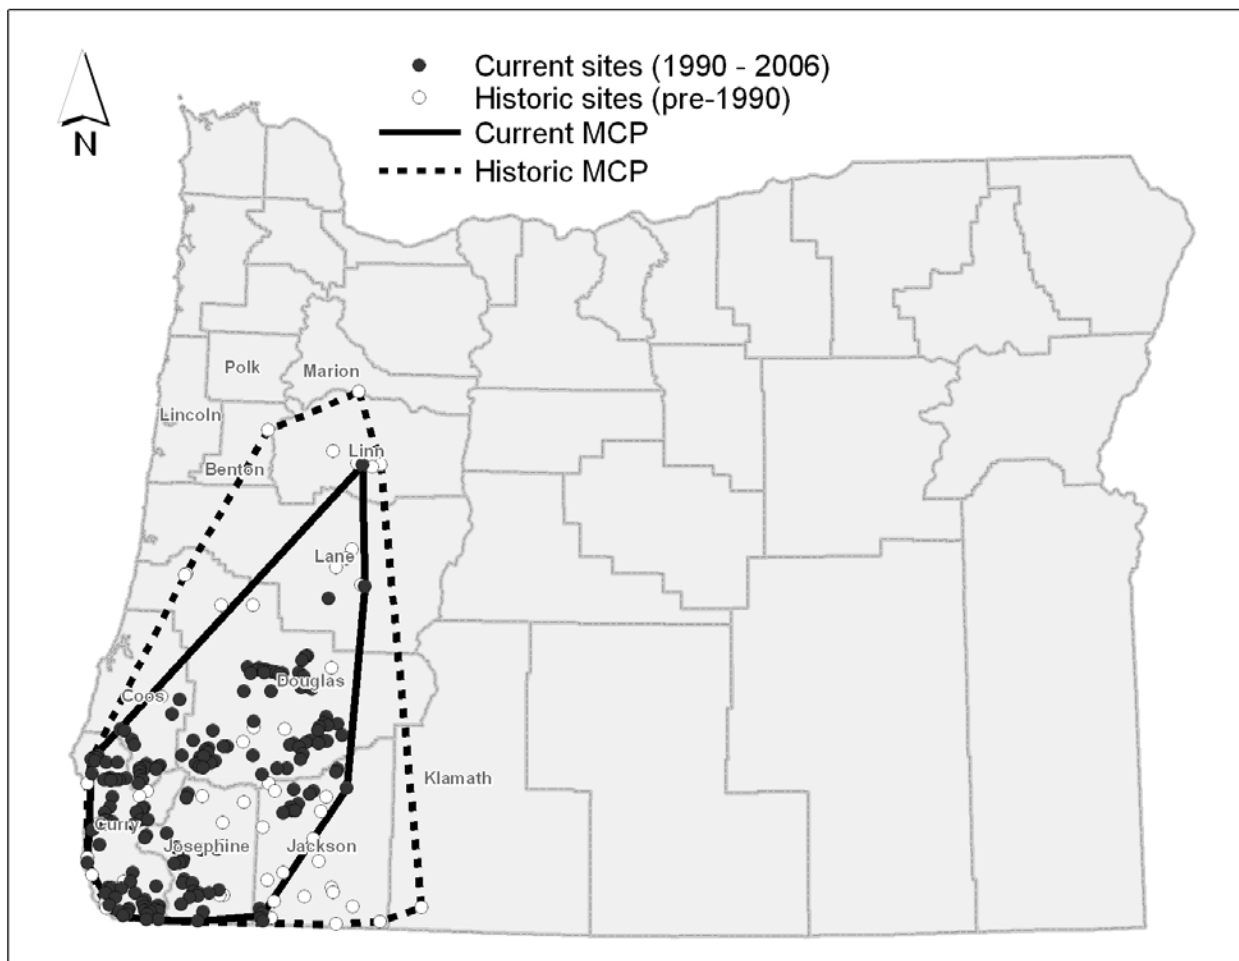 Current sites (1990 - 2006)
Historic sites (pre-1990)
Current MCP
Historic MCP
N
Polk
Marion
Lincoln
Linn
Benton
Lane
Douglas
Coos
Klamath
Curry
Josephine
Jackson